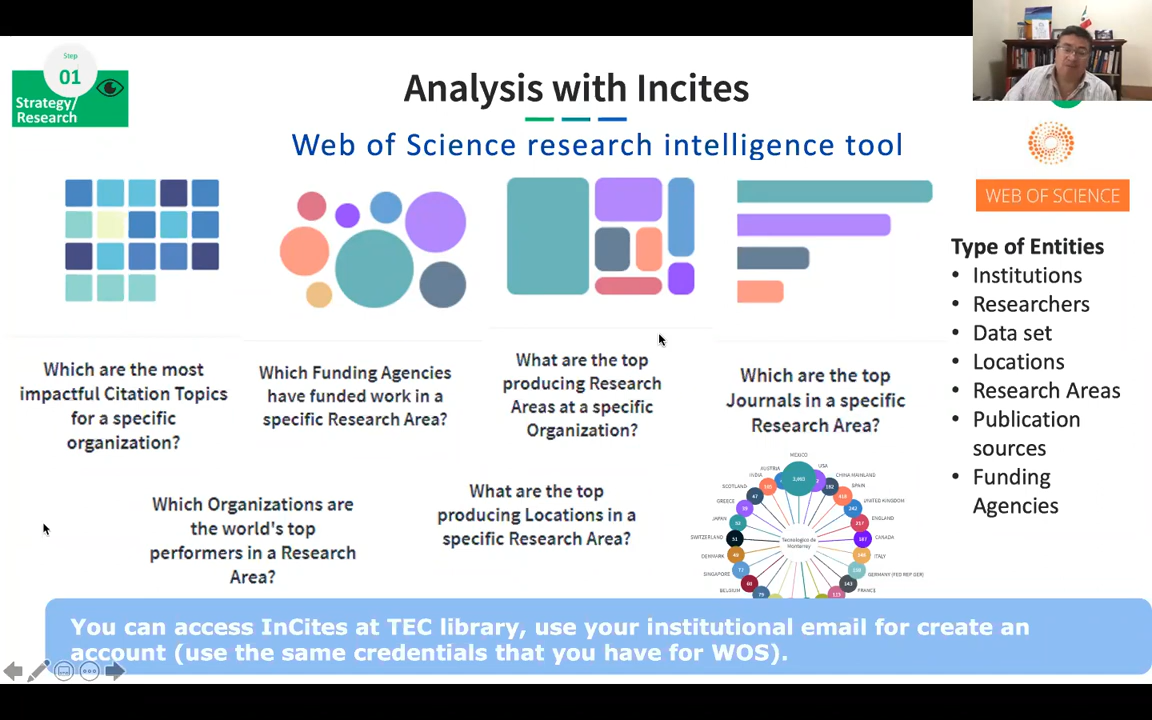 Step
01
Strategy/
Research
Analysis with Incites
Web of Science research intelligence tool
WEB OF SCIENCE
Type of Entities
• Institutions
• Researchers
• Data set
• Locations
• Research Areas
• Publication
sources
• Funding
Agencies
Which are the most
impactful Citation Topics
for a specific
organization?
Which Funding Agencies
have funded work in a
specific Research Area?
What are the top
producing Research
Areas at a specific
Organization?
Which are the top
Journals in a specific
Research Area?
Which Organizations are
the world's top
performers in a Research
Area?
What are the top
producing Locations in a
specific Research Area?
MEXICO
USA
CHINA MAINLAND
SPAIN
UNITED KINGDOM
ENGLAND
CANADA
ITALY
GERMANY (FED REP GER)
FRANCE
AUSTRIA
INDIA
SCOTLAND
GREECE
JAPAN
SWITZERLAND
DENMARK
SINGAPORE
BELGIUM
Tecnologico de
Monterrey
You can access InCites at TEC library, use your institutional email for create an
account (use the same credentials that you have for WOS).